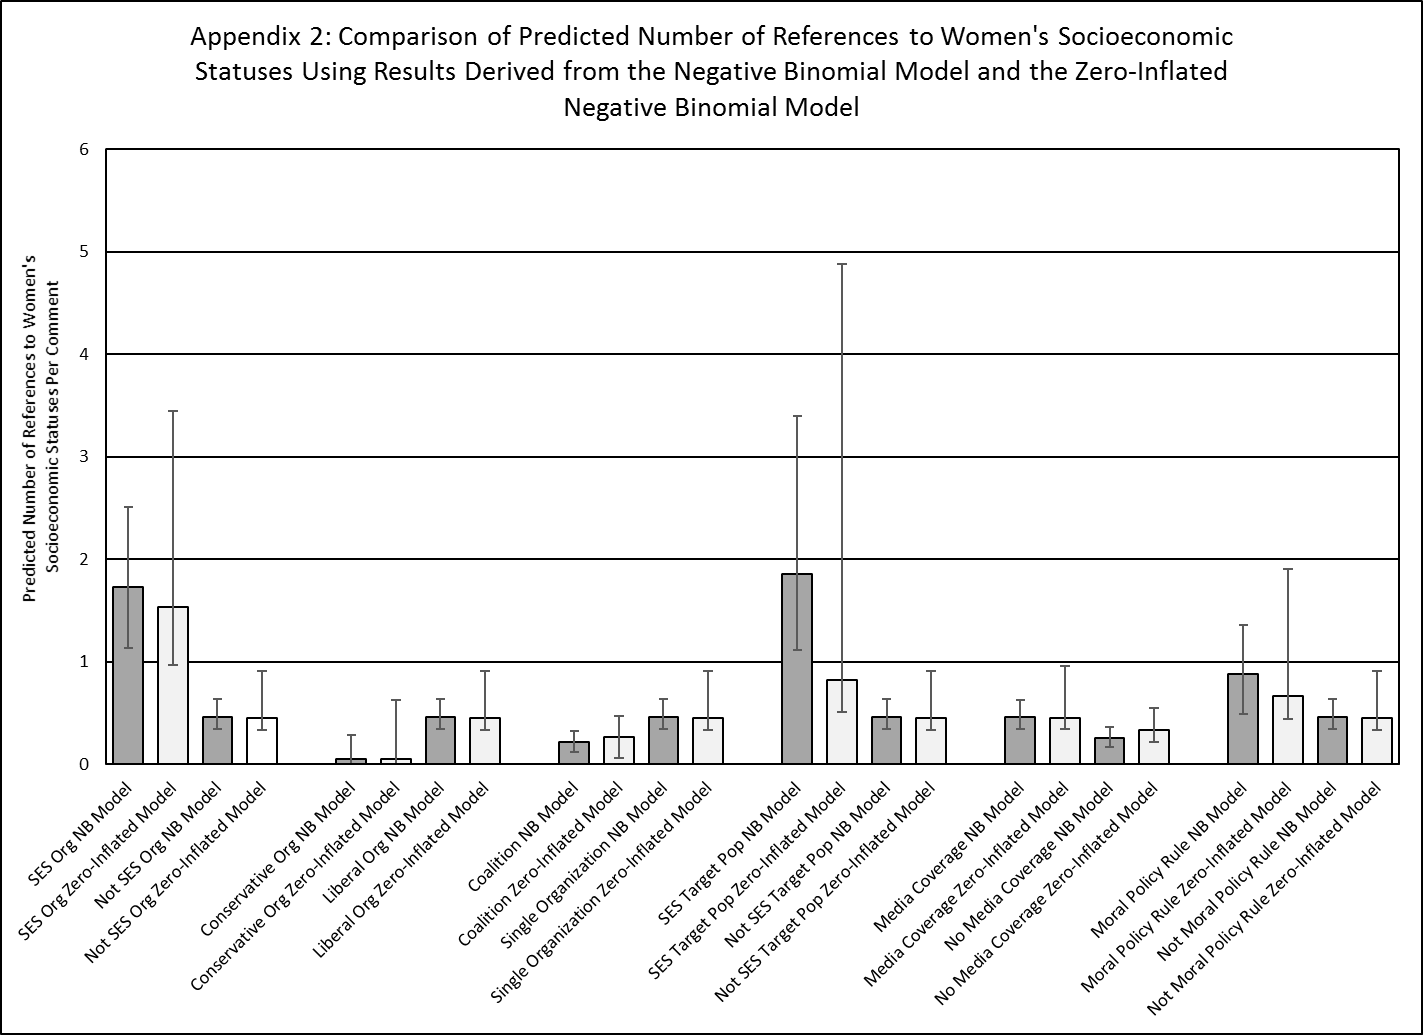 Appendix 2: Comparison of Predicted Number of References to Women's Socioeconomic
Statuses Using Results Derived from the Negative Binomial Model and the Zero-Inflated
Negative Binomial Model
Predicted Number of References to Women's
Socioeconomic Statuses Per Comment
6
5
4
3
2
1
0
SES Org NB Model
SES Org Zero-Inflated Model
Not SES Org NB Model
Not SES Org Zero-Inflated Model
Conservative Org NB Model
Conservative Org Zero-Inflated Model
Liberal Org NB Model
Liberal Org Zero-Inflated Model
Coalition NB Model
Coalition Zero-Inflated Model
Single Organization NB Model
Single Organization Zero-Inflated Model
SES Target Pop NB Model
SES Target Pop Zero-Inflated Model
Not SES Target Pop NB Model
Not SES Target Pop Zero-Inflated Model
Media Coverage NB Model
Media Coverage Zero-Inflated Model
No Media Coverage NB Model
No Media Coverage Zero-Inflated Model
Moral Policy Rule NB Model
Moral Policy Rule Zero-Inflated Model
Not Moral Policy Rule NB Model
Not Moral Policy Rule Zero-Inflated Model